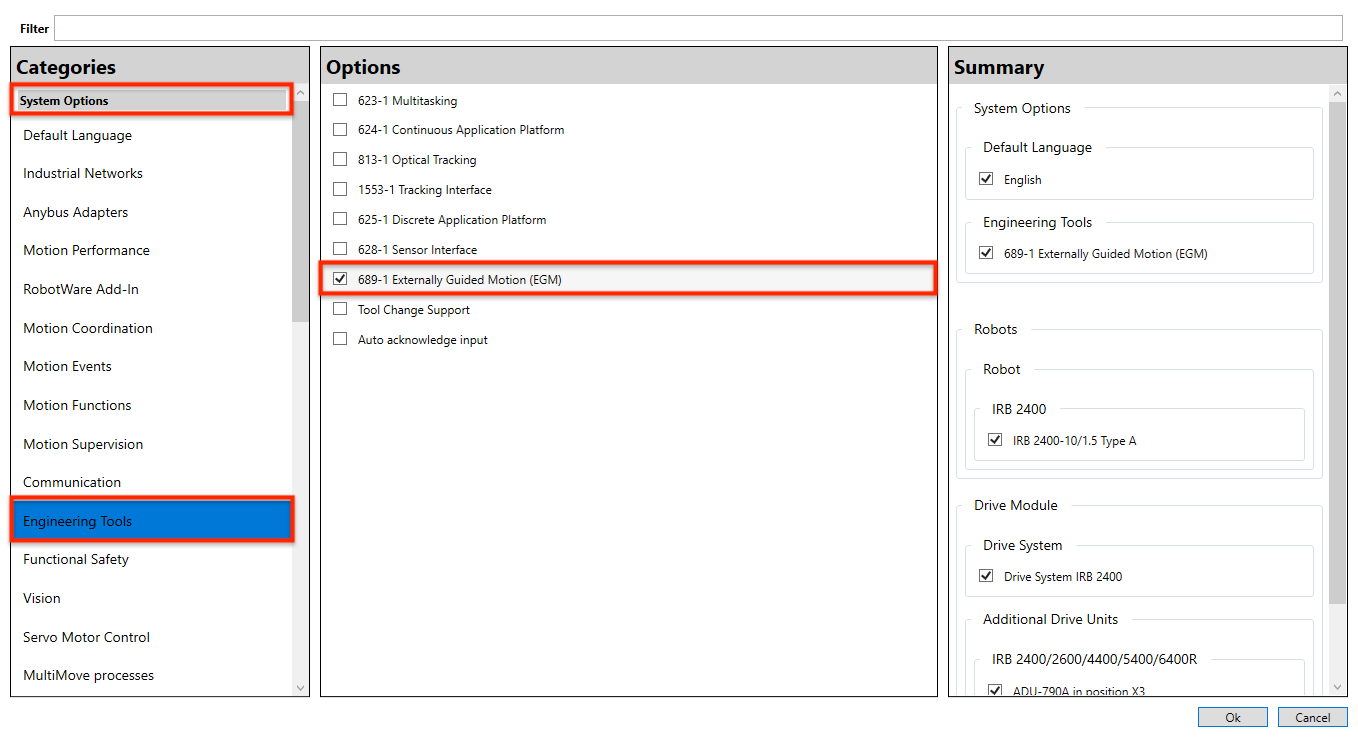 Filter
Categories
System Options
Default Language
Industrial Networks
Anybus Adapters
Motion Performance
RobotWare Add-In
Motion Coordination
Motion Events
Motion Functions
Motion Supervision
Communication
Engineering Tools
Functional Safety
Vision
Servo Motor Control
MultiMove processes
Options
623-1 Multitasking
624-1 Continuous Application Platform
813-1 Optical Tracking
1553-1 Tracking Interface
625-1 Discrete Application Platform
628-1 Sensor Interface
689-1 Externally Guided Motion (EGM)
Tool Change Support
Auto acknowledge input
Summary
System Options
Default Language
English
Engineering Tools
689-1 Externally Guided Motion (EGM)
Robots
Robot
IRB 2400
IRB 2400-10/1.5 Type A
Drive Module
Drive System
Drive System IRB 2400
Additional Drive Units
IRB 2400/2600/4400/5400/6400R
ADU-790A in position X3
Ok
Cancel